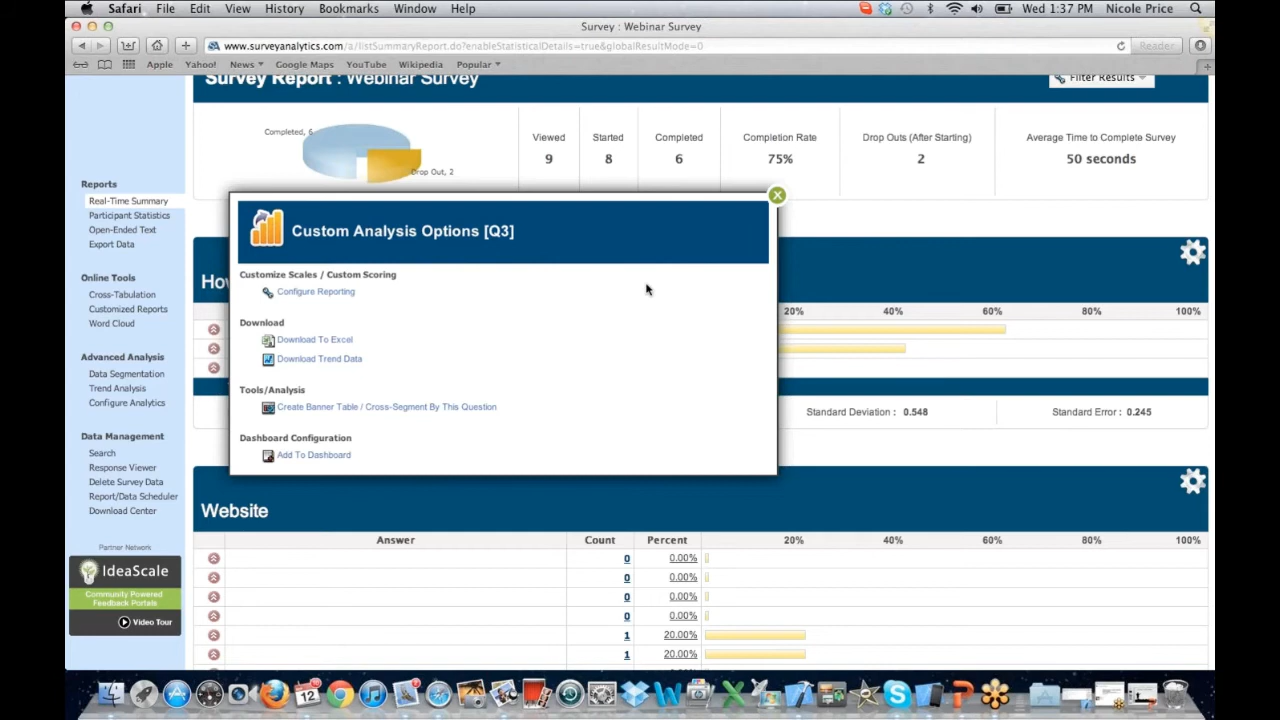 Safari File Edit View History Bookmarks Window Help Wed 1:37 PM Nicole Price
Survey : Webinar Survey
www.surveyanalytics.com/a/listSummaryReport.do?enableStatisticalDetails=true&globalResultMode=0 Reader
Apple Yahoo! News Google Maps YouTube Wikipedia Popular
Survey Report : Webinar Survey
Filter Results
Completed, 6
Drop Out, 2
Viewed Started Completed Completion Rate Drop Outs (After Starting) Average Time to Complete Survey
9 8 6 75% 2 50 seconds
Reports
Real-Time Summary
Participant Statistics
Open-Ended Text
Export Data
Online Tools
Cross-Tabulation
Customized Reports
Word Cloud
Advanced Analysis
Data Segmentation
Trend Analysis
Configure Analytics
Data Management
Search
Response Viewer
Delete Survey Data
Report/Data Scheduler
Download Center
Partner Network
IdeaScale
Community Powered
Feedback Portals
Video Tour
Custom Analysis Options [Q3]
Customize Scales / Custom Scoring
Configure Reporting
Download
Download To Excel
Download Trend Data
Tools/Analysis
Create Banner Table / Cross-Segment By This Question
Dashboard Configuration
Add To Dashboard
20% 40% 60% 80% 100%
Standard Deviation : 0.548 Standard Error : 0.245
Website
Answer Count Percent 20% 40% 60% 80% 100%
0 0.00%
0 0.00%
0 0.00%
0 0.00%
1 20.00%
1 20.00%
12